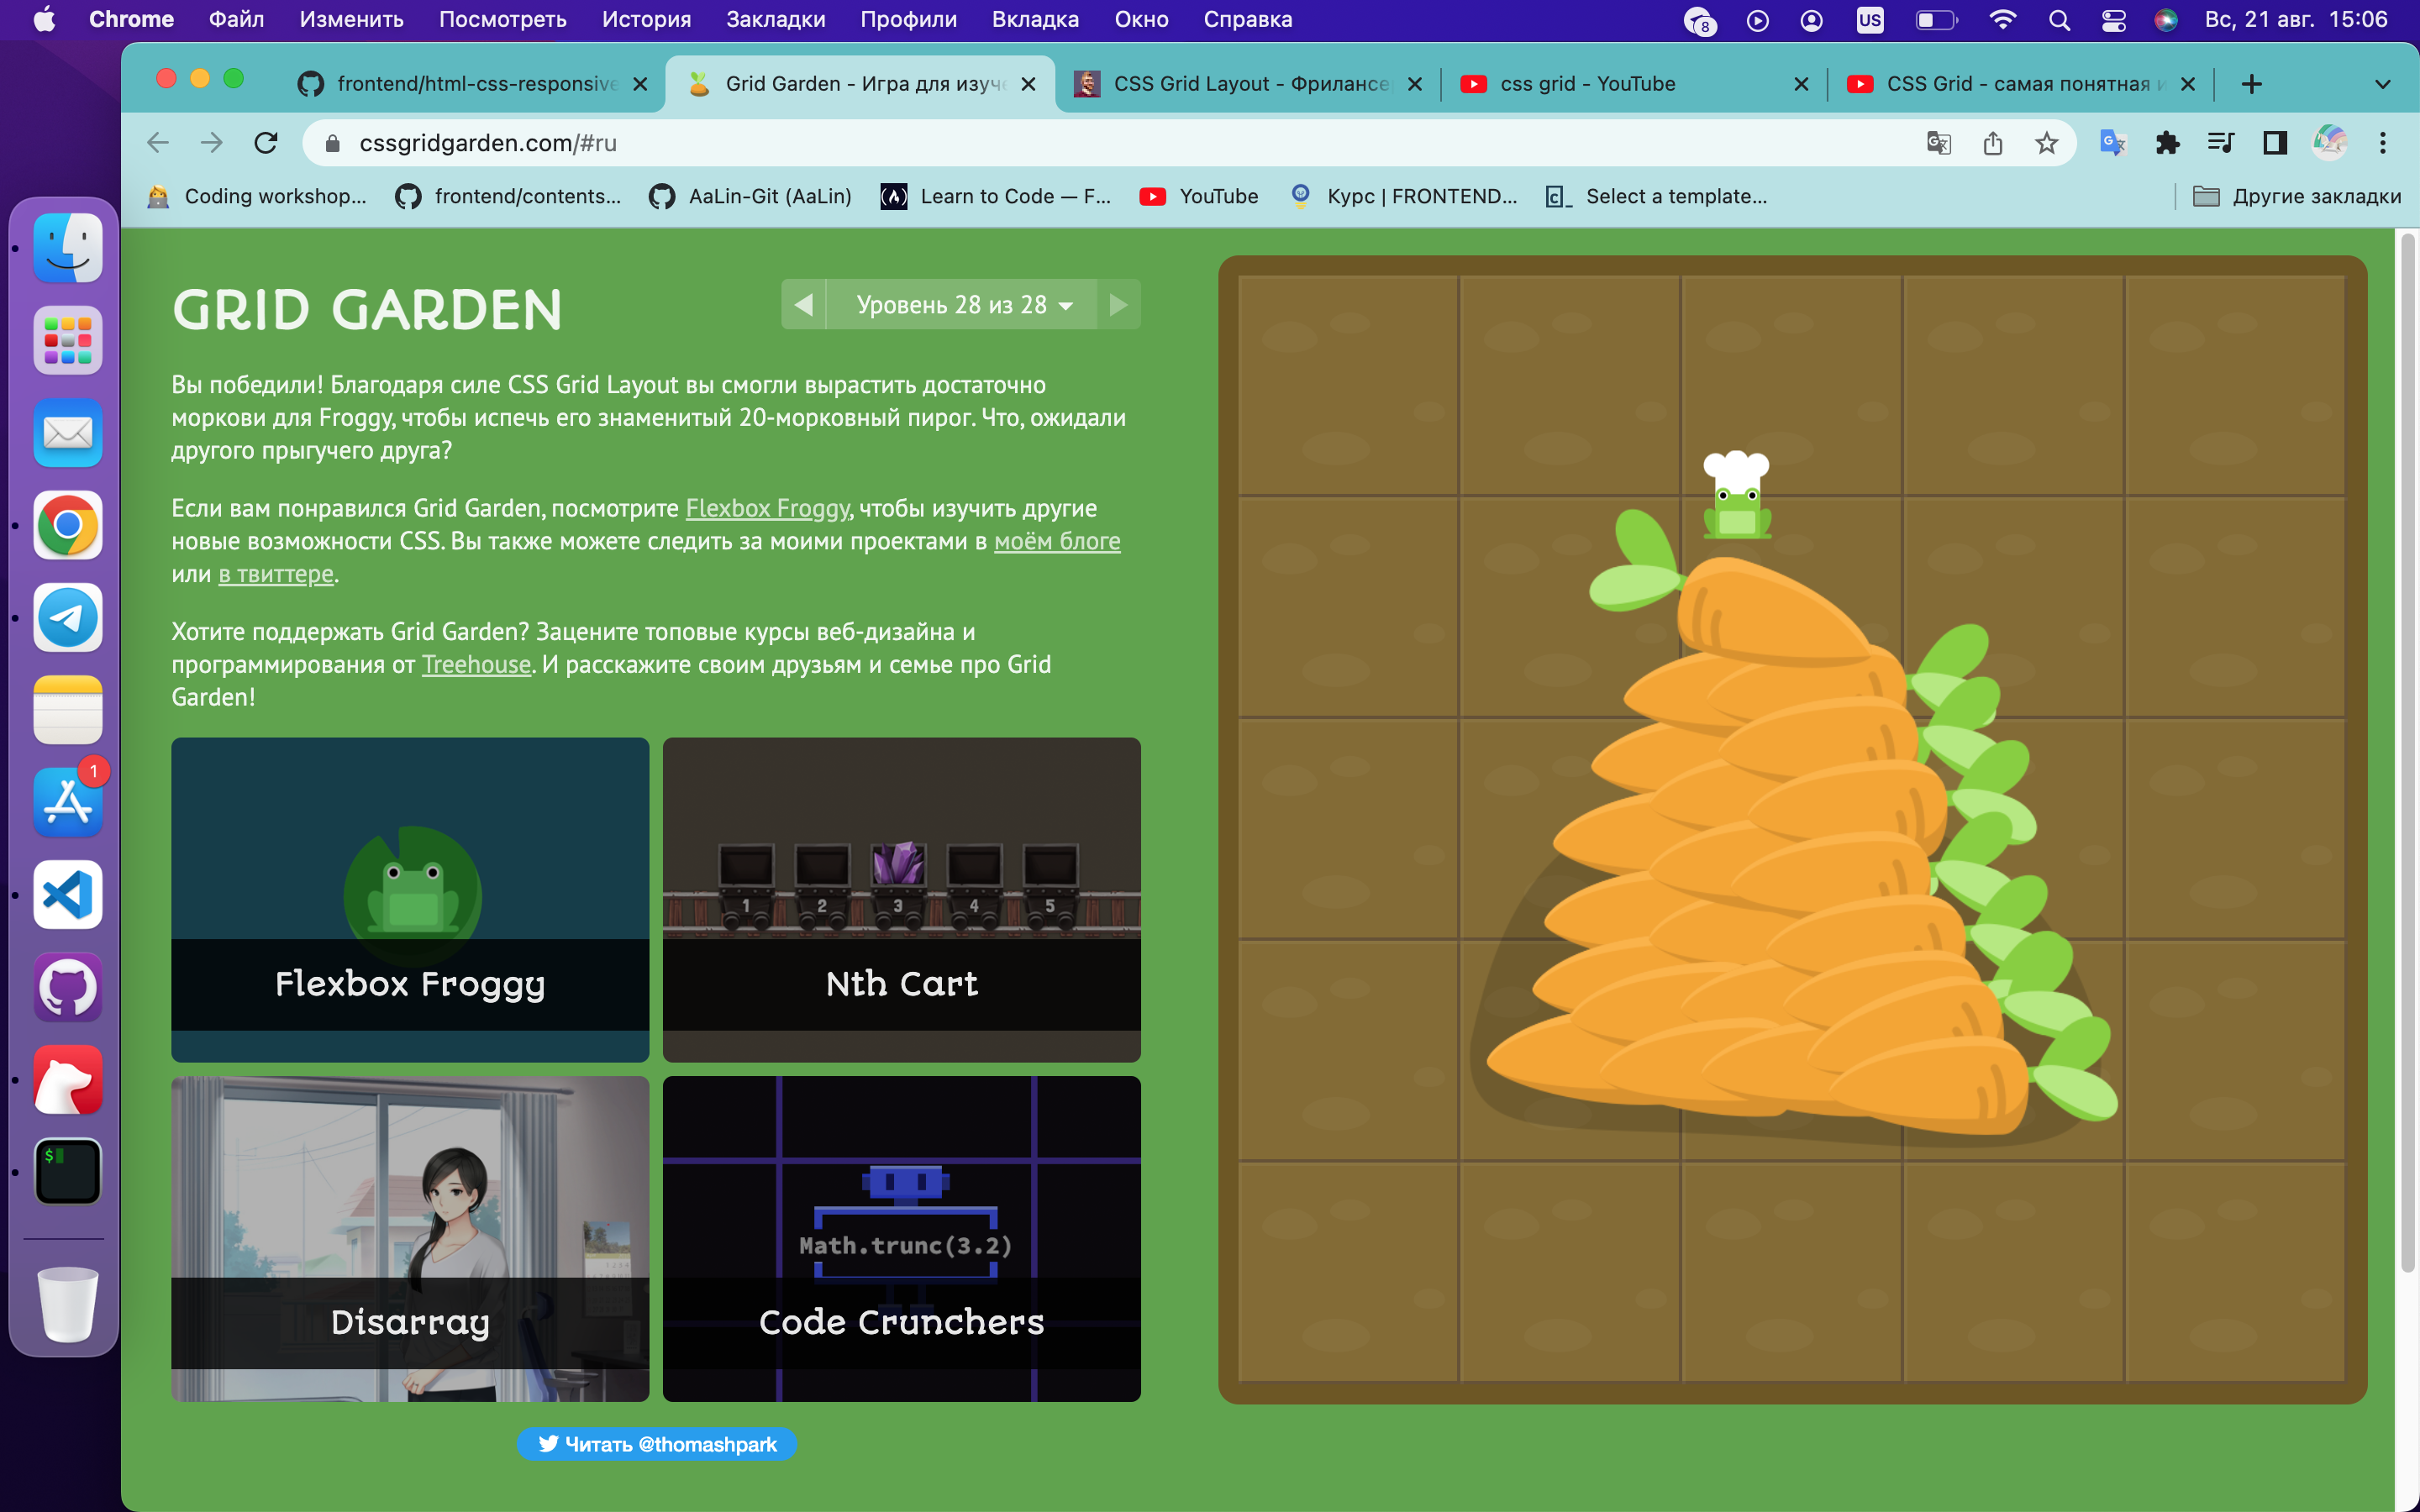 Chrome Файл Изменить Посмотреть История Закладки Профили Вкладка Окно Справка 8 US Вс, 21 авг. 15:06
frontend/html-css-responsive Grid Garden - Игра для изуч CSS Grid Layout - Фрилансе css grid - YouTube CSS Grid - самая понятная и
cssgridgarden.com/#ru
Coding workshop... frontend/contents... AaLin-Git (AaLin) Learn to Code — F... YouTube Курс | FRONTEND... Select a template... Другие закладки
GRID GARDEN
Уровень 28 из 28
Вы победили! Благодаря силе CSS Grid Layout вы смогли вырастить достаточно
моркови для Froggy, чтобы испечь его знаменитый 20-морковный пирог. Что, ожидали
другого прыгучего друга?
Если вам понравился Grid Garden, посмотрите Flexbox Froggy, чтобы изучить другие
новые возможности CSS. Вы также можете следить за моими проектами в моём блоге
или в твиттере.
Хотите поддержать Grid Garden? Зацените топовые курсы веб-дизайна и
программирования от Treehouse. И расскажите своим друзьям и семье про Grid
Garden!
1
1 2 3 4 5
Flexbox Froggy
Nth Cart
$
Math.trunc(3.2)
Disarray
Code Crunchers
Читать @thomashpark